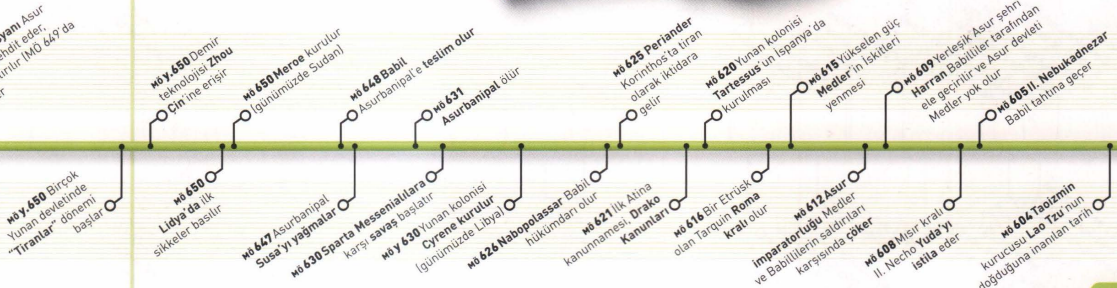 yanı Asur
hdit eder,
(MÖ 649'da
MÖ y.650 Demir
teknolojisi Zhou
Çin'ine erişir
MÖ 650 Meroe kurulur
(günümüzde Sudan)
MÖ 648 Babil
Asurbanipal'e teslim olur
MÖ 631
Asurbanipal ölür
MÖ 625 Periander
Korinthos'ta tiran
olarak iktidara
gelir
MÖ 620 Yunan kolonisi
Tartessus'un İspanya'da
kurulması
MÖ 615 Yükselen güç
Medler'in İskitleri
yenmesi
MÖ 609 Yerleşik Asur şehri
Harran Babilliler tarafından
ele geçirilir ve Asur devleti
Medler yok olur
MÖ 605 II. Nebukadnezar
Babil tahtına geçer
MÖ y.650 Birçok
Yunan devletinde
"Tiranlar" dönemi
başlar
MÖ 650
Lidya'da ilk
sikkeler basılır
MÖ 647 Asurbanipal
Susa'yı yağmalar
MÖ 630 Sparta Messenialılara
karşı savaş başlatır
MÖ y 630 Yunan kolonisi
Cyrene kurulur
(günümüzde Libya)
MÖ 626 Nabopolassar Babil
hükümdarı olur
MÖ 621 İlk Atina
kanunnamesi, Drako
Kanunları
MÖ 616 Bir Etrüsk
olan Tarquin Roma
kralı olur
MÖ 612 Asur
imparatorluğu Medler
ve Babillilerin saldırıları
karşısında çöker
MÖ 608 Mısır kralı
II. Necho Yuda'yı
istila eder
MÖ 604 Taoizmin
kurucusu Lao Tzu'nun
doğduğuna inanılan tarih